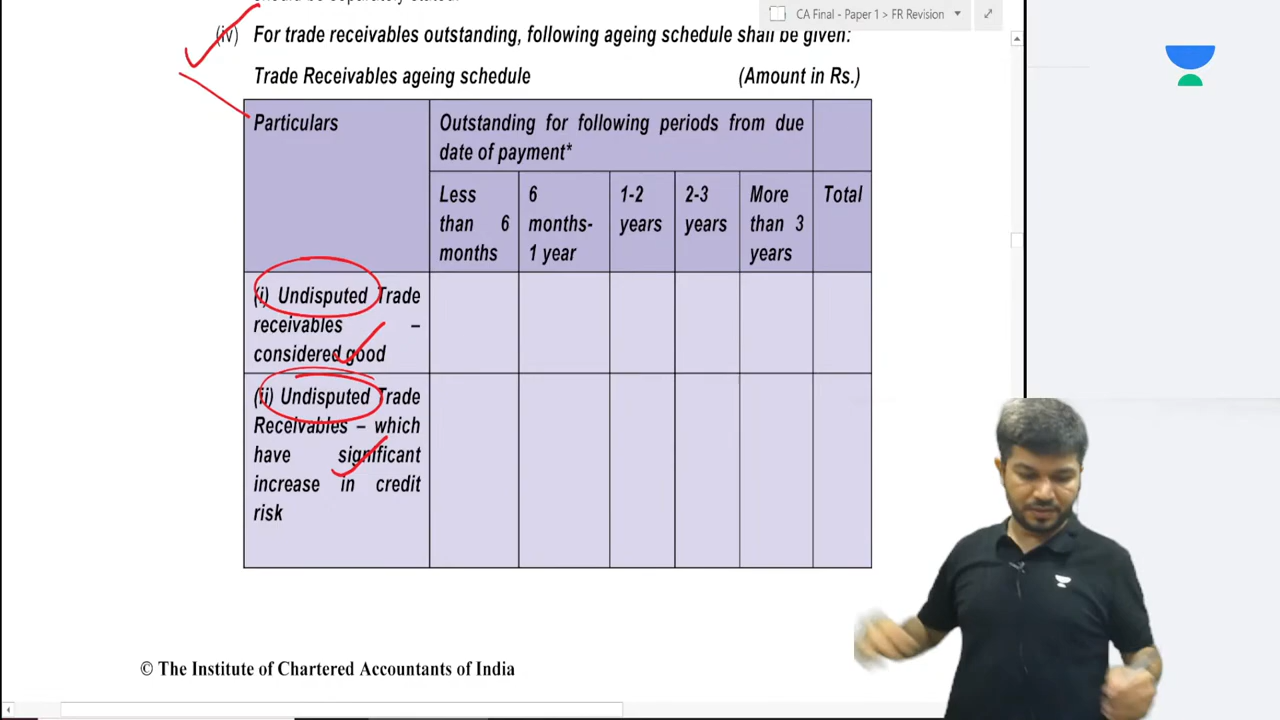 should be separately stated.
CA Final - Paper 1 > FR Revision
(iv) For trade receivables outstanding, following ageing schedule shall be given:
Trade Receivables ageing schedule (Amount in Rs.)
Particulars
Outstanding for following periods from due
date of payment*
Less
than 6
months
6
months-
1 year
1-2
years
2-3
years
More
than 3
years
Total
(i) Undisputed Trade
receivables –
considered good
(ii) Undisputed Trade
Receivables – which
have significant
increase in credit
risk
© The Institute of Chartered Accountants of India